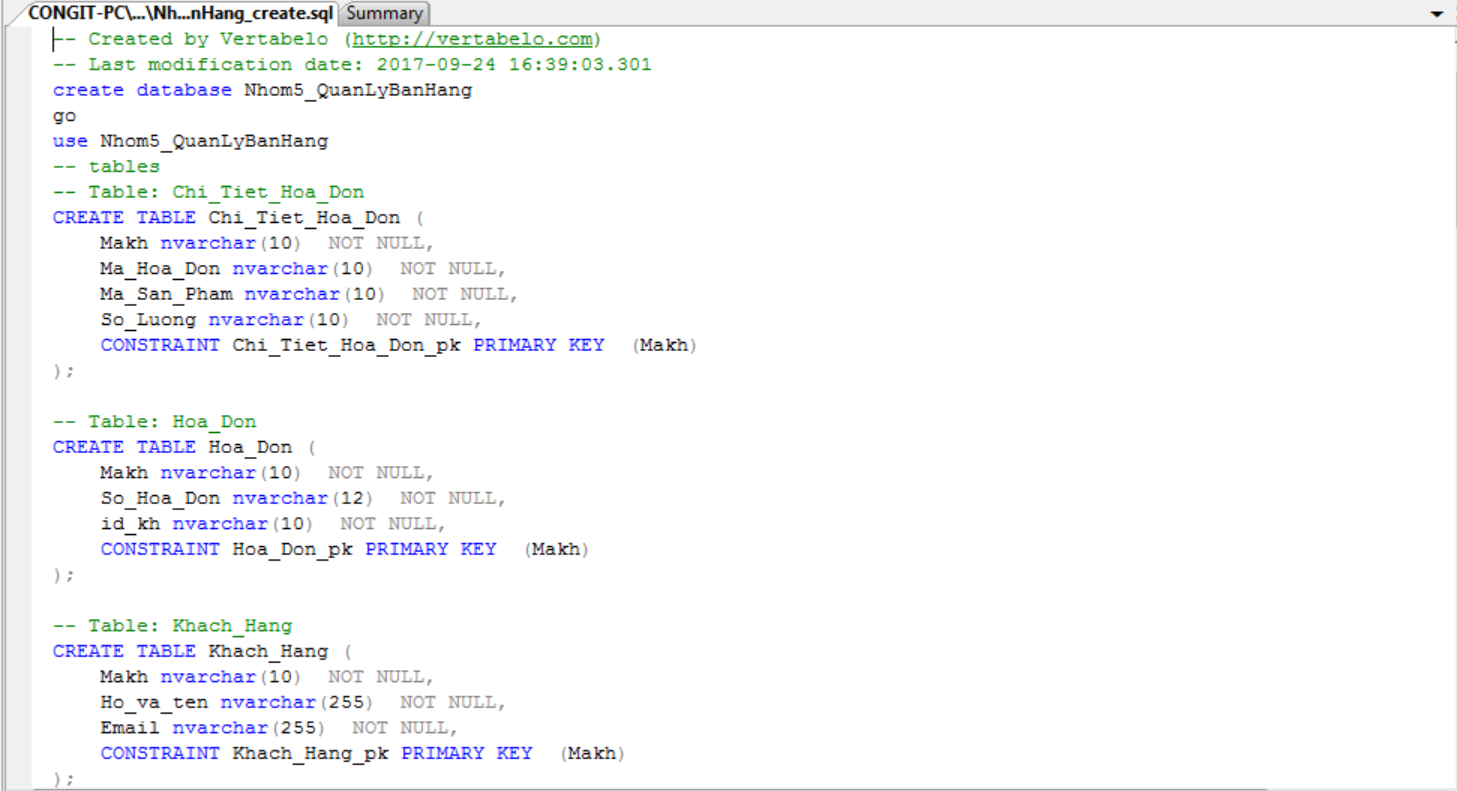 CONGIT-PC\...\Nh...nHang_create.sql Summary
-- Created by Vertabelo (http://vertabelo.com)
-- Last modification date: 2017-09-24 16:39:03.301
create database Nhom5_QuanLyBanHang
go
use Nhom5_QuanLyBanHang
-- tables
-- Table: Chi_Tiet_Hoa_Don
CREATE TABLE Chi_Tiet_Hoa_Don (
    Makh nvarchar(10)  NOT NULL,
    Ma_Hoa_Don nvarchar(10)  NOT NULL,
    Ma_San_Pham nvarchar(10)  NOT NULL,
    So_Luong nvarchar(10)  NOT NULL,
    CONSTRAINT Chi_Tiet_Hoa_Don_pk PRIMARY KEY  (Makh)
);
-- Table: Hoa_Don
CREATE TABLE Hoa_Don (
    Makh nvarchar(10)  NOT NULL,
    So_Hoa_Don nvarchar(12)  NOT NULL,
    id_kh nvarchar(10)  NOT NULL,
    CONSTRAINT Hoa_Don_pk PRIMARY KEY  (Makh)
);
-- Table: Khach_Hang
CREATE TABLE Khach_Hang (
    Makh nvarchar(10)  NOT NULL,
    Ho_va_ten nvarchar(255)  NOT NULL,
    Email nvarchar(255)  NOT NULL,
    CONSTRAINT Khach_Hang_pk PRIMARY KEY  (Makh)
);